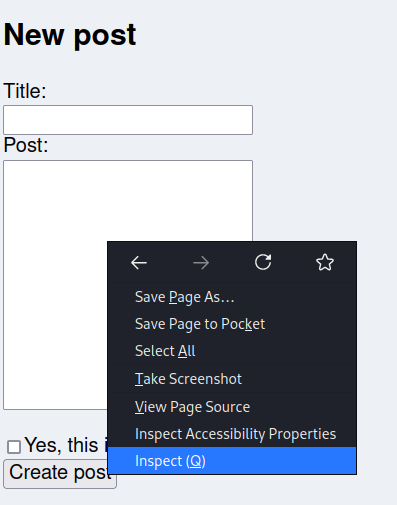 New post
Title:
Post:
Save Page As…
Save Page to Pocket
Select All
Take Screenshot
View Page Source
Inspect Accessibility Properties
Inspect (Q)
Yes, this i
Create post